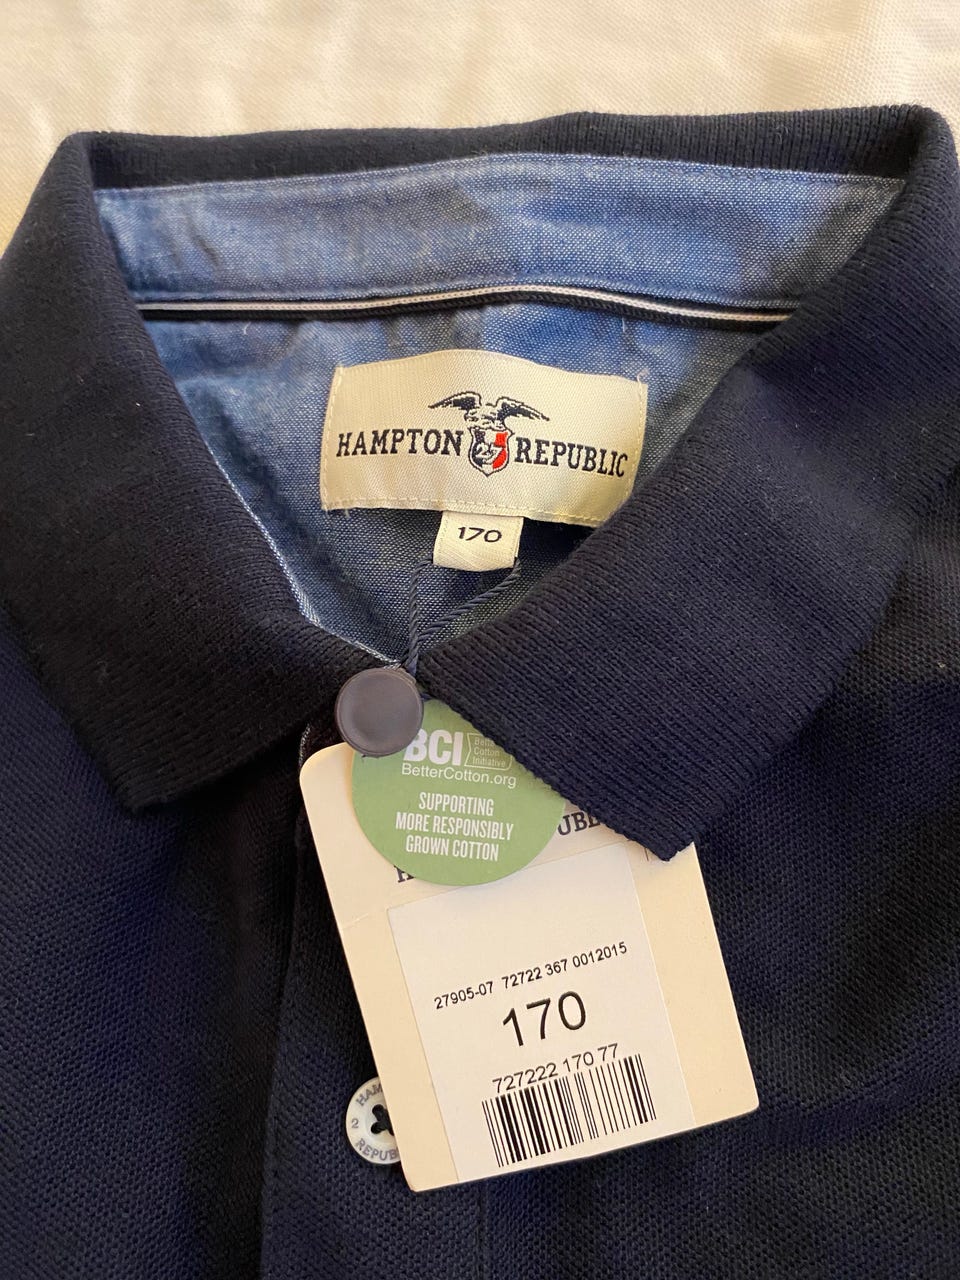 HAMPTON 27 REPUBLIC
170
BCI
Better
Cotton
Initiative
BetterCotton.org
SUPPORTING
MORE RESPONSIBLY
GROWN COTTON
27905-07 72722 367 0012015
170
727222 170 77
2